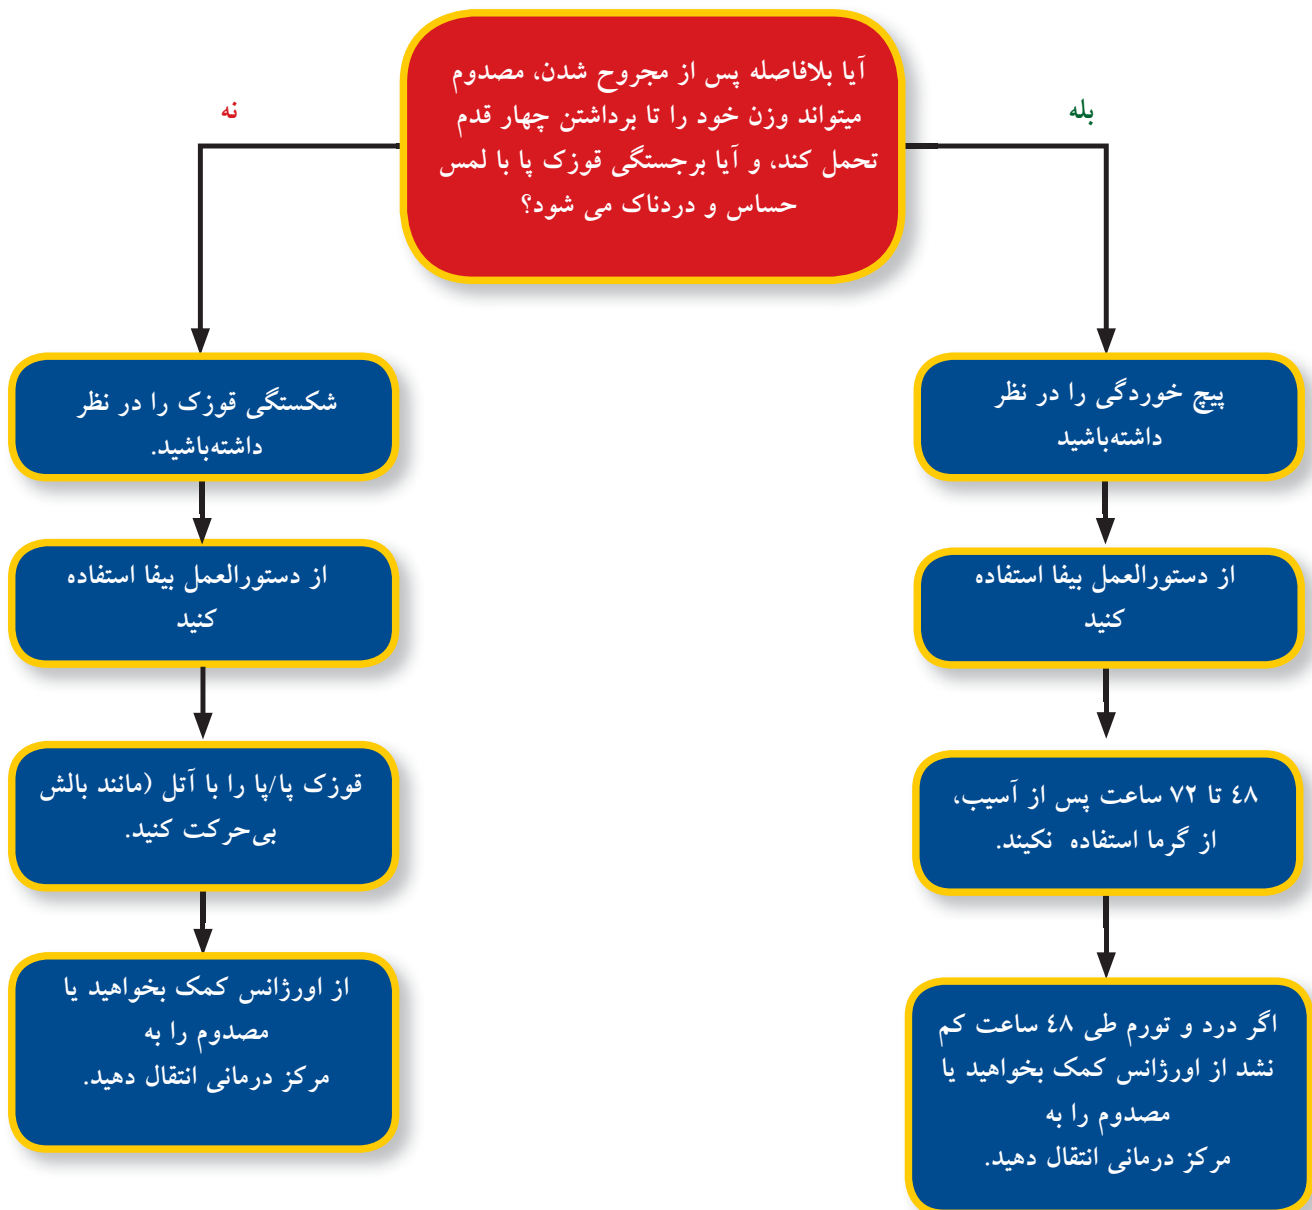 آیا بلافاصله پس از مجروح شدن، مصدوم
میتواند وزن خود را تا برداشتن چهار قدم
تحمل کند، و آیا برجستگی قوزک پا با لمس
حساس و دردناک می شود؟
بله
پیچ خوردگی را در نظر
داشته‌باشید
از دستورالعمل بیفا استفاده
کنید
٤٨ تا ٧٢ ساعت پس از آسیب،
از گرما استفاده نکیند.
اگر درد و تورم طی ٤٨ ساعت کم
نشد از اورژانس کمک بخواهید یا
مصدوم را به
مرکز درمانی انتقال دهید.
نه
شکستگی قوزک را در نظر
داشته‌باشید.
از دستورالعمل بیفا استفاده
کنید
قوزک پا/پا را با آتل (مانند بالش
بی‌حرکت کنید.
از اورژانس کمک بخواهید یا
مصدوم را به
مرکز درمانی انتقال دهید.